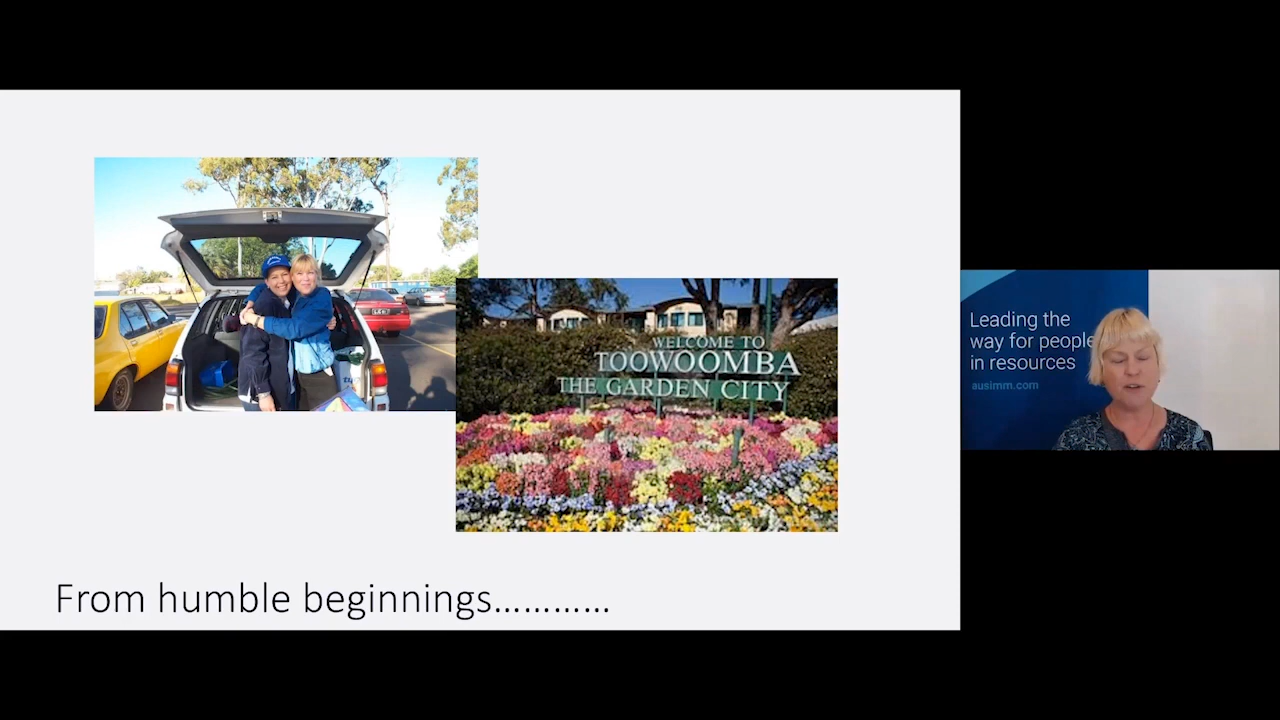 WELCOME TO
TOOWOOMBA
THE GARDEN CITY
From humble beginnings…………
Leading the
way for people
in resources
ausimm.com